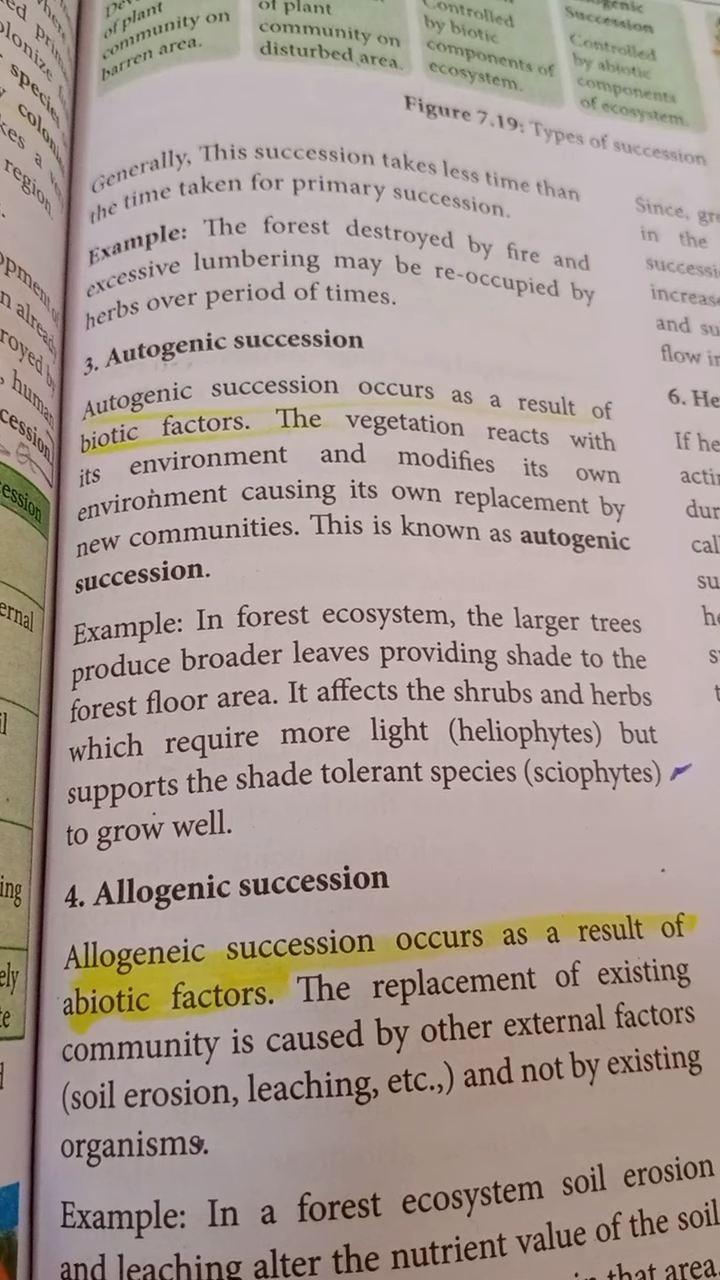 of plant
community on
barren area.
of plant
community on
disturbed area.
Controlled
by biotic
components of
ecosystem.
Succession
Controlled
by abiotic
components
of ecosystem.
Figure 7.19: Types of succession
Generally, This succession takes less time than
the time taken for primary succession.
Example: The forest destroyed by fire and
excessive lumbering may be re-occupied by
herbs over period of times.
3. Autogenic succession
Autogenic succession occurs as a result of
biotic factors. The vegetation reacts with
its environment and modifies its own
environment causing its own replacement by
new communities. This is known as autogenic
succession.
Example: In forest ecosystem, the larger trees
produce broader leaves providing shade to the
forest floor area. It affects the shrubs and herbs
which require more light (heliophytes) but
supports the shade tolerant species (sciophytes)
to grow well.
4. Allogenic succession
Allogeneic succession occurs as a result of
abiotic factors. The replacement of existing
community is caused by other external factors
(soil erosion, leaching, etc.,) and not by existing
organisms.
Example: In a forest ecosystem soil erosion
and leaching alter the nutrient value of the soil
that area
Since,
in the
and
flow
6.
If